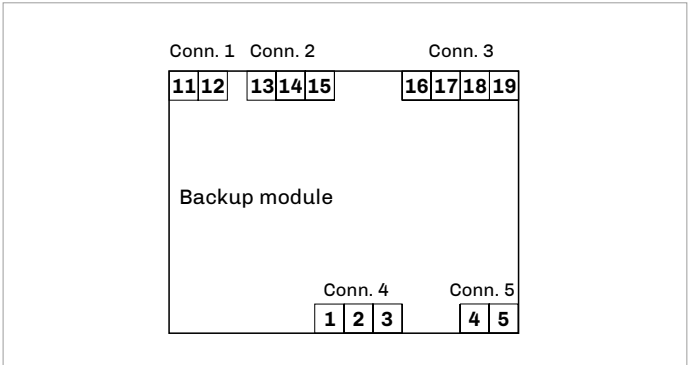 Conn. 1 Conn. 2 Conn. 3
11 12 13 14 15 16 17 18 19
Backup module
Conn. 4 Conn. 5
1 2 3 4 5